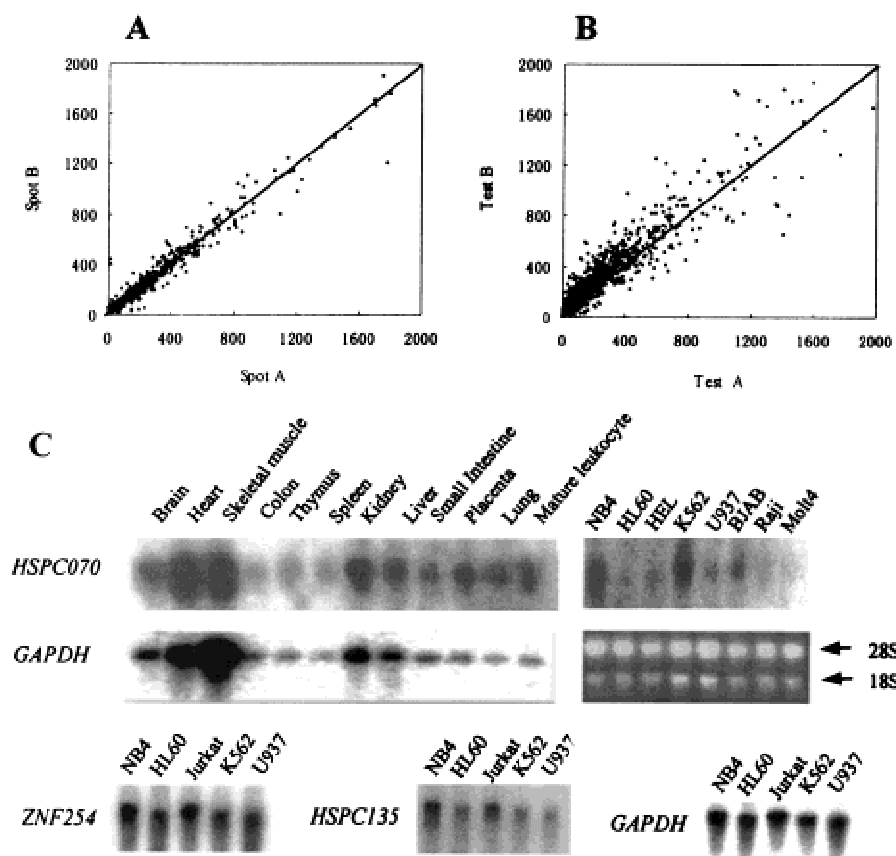 A
B
2000
1600
1200
800
400
0
Spot B
0 400 800 1200 1600 2000
Spot A
2000
1600
1200
800
400
0
Test B
0 400 800 1200 1600 2000
Test A
C
Brain Heart Skeletal muscle Colon Thymus Spleen Kidney Liver Small Intestine Placenta Lung Mature leukocyte
NB4 HL60 HEL K562 U937 BJAB Raji Molt4
HSPC070
GAPDH
28S
18S
NB4 HL60 Jurkat K562 U937
ZNF254
NB4 HL60 Jurkat K562 U937
HSPC135
NB4 HL60 Jurkat K562 U937
GAPDH